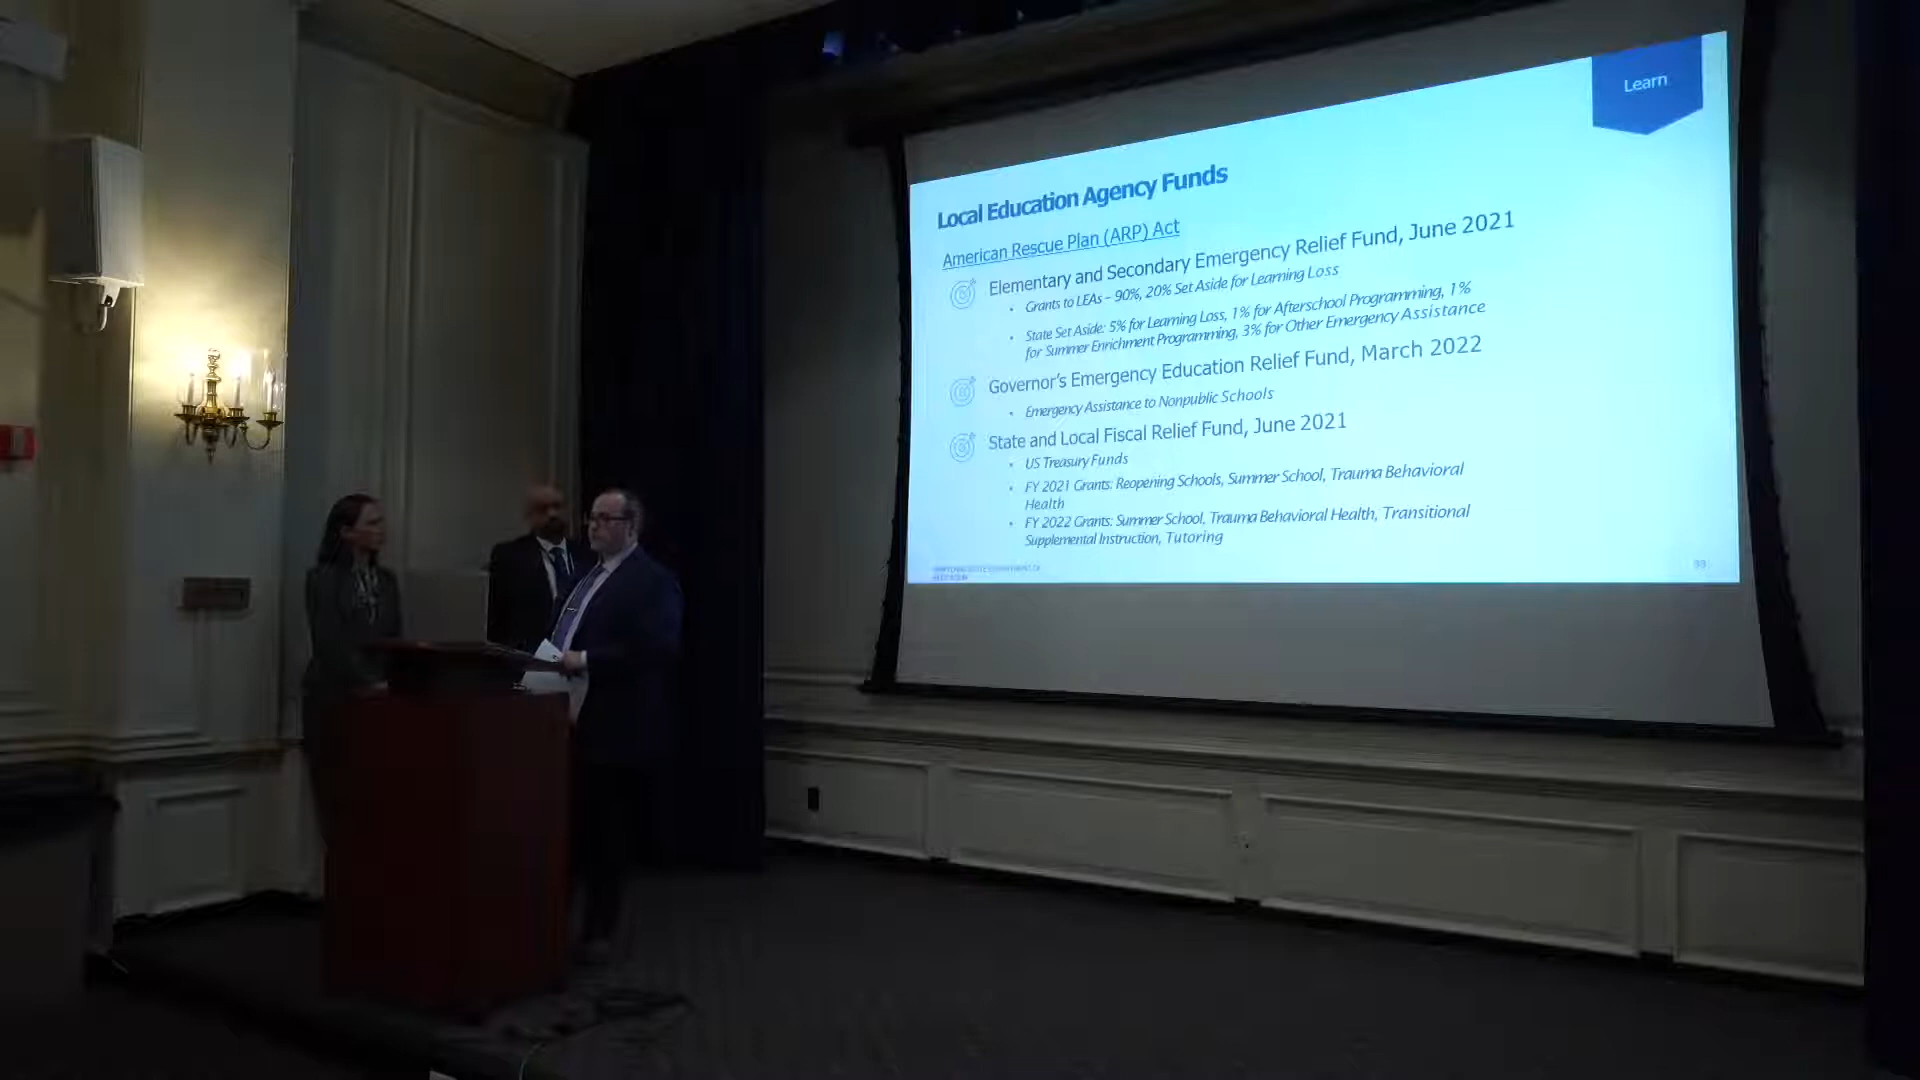 Learn
Local Education Agency Funds
American Rescue Plan (ARP) Act
Elementary and Secondary Emergency Relief Fund, June 2021
• Grants to LEAs – 90%, 20% Set Aside for Learning Loss
• State Set Aside: 5% for Learning Loss, 1% for Afterschool Programming, 1%
for Summer Enrichment Programming, 3% for Other Emergency Assistance
Governor's Emergency Education Relief Fund, March 2022
• Emergency Assistance to Nonpublic Schools
State and Local Fiscal Relief Fund, June 2021
• US Treasury Funds
• FY 2021 Grants: Reopening Schools, Summer School, Trauma Behavioral
Health
• FY 2022 Grants: Summer School, Trauma Behavioral Health, Transitional
Supplemental Instruction, Tutoring